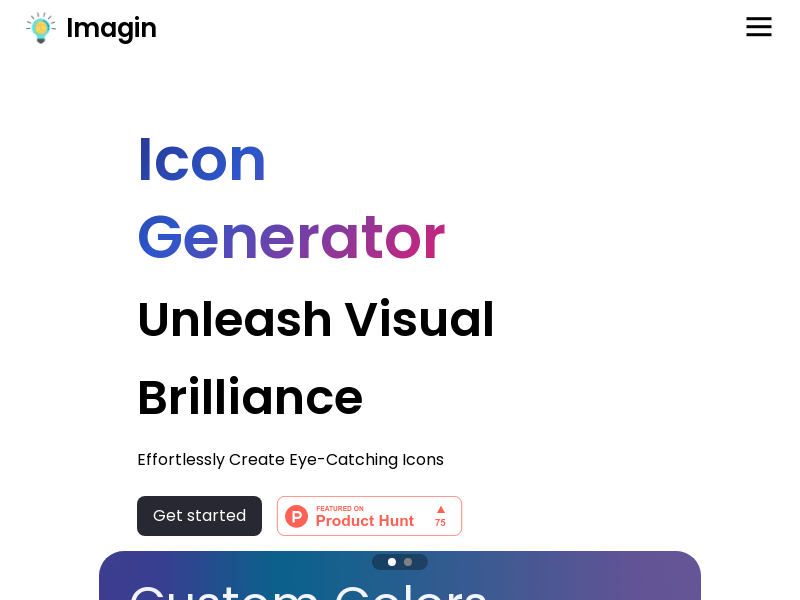 Imagin
Icon
Generator
Unleash Visual
Brilliance
Effortlessly Create Eye-Catching Icons
Get started
P
FEATURED ON
Product Hunt
75
Custom Colors